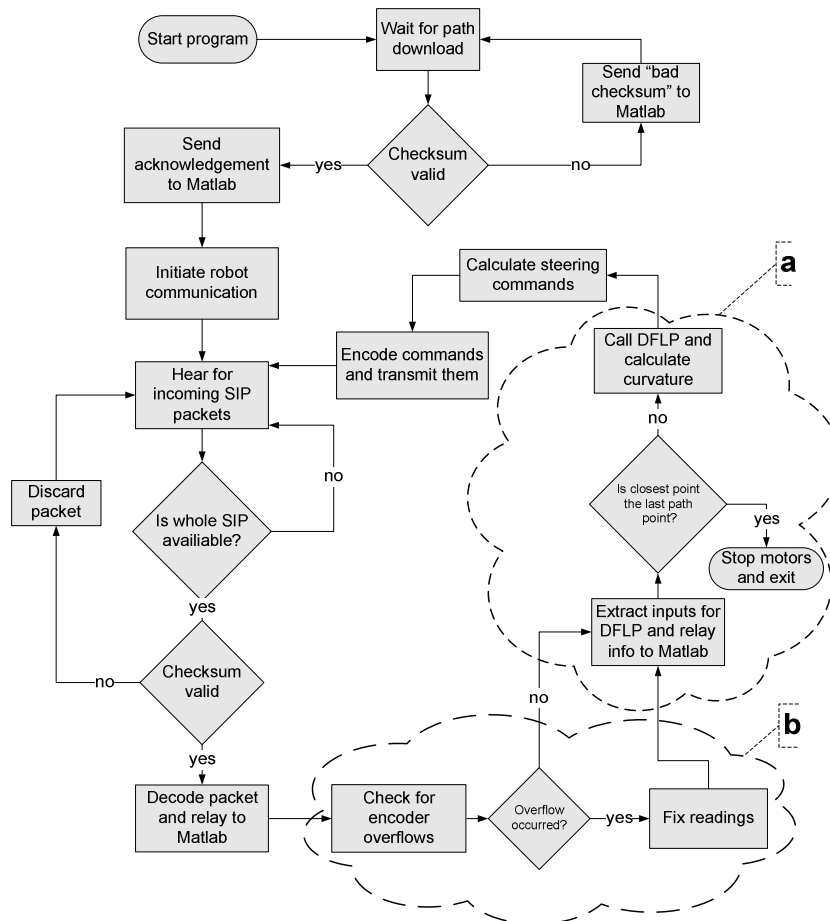 Start program
Wait for path
download
Send “bad
checksum” to
Matlab
Checksum
valid
yes
no
Send
acknowledgement
to Matlab
Initiate robot
communication
Calculate steering
commands
a
Encode commands
and transmit them
Call DFLP and
calculate
curvature
Hear for
incoming SIP
packets
no
no
Discard
packet
Is whole SIP
availiable?
Is closest point
the last path
point?
yes
Stop motors
and exit
yes
Extract inputs for
DFLP and relay
info to Matlab
Checksum
valid
no
no
yes
b
Decode packet
and relay to
Matlab
Check for
encoder
overflows
Overflow
occurred?
yes
Fix readings